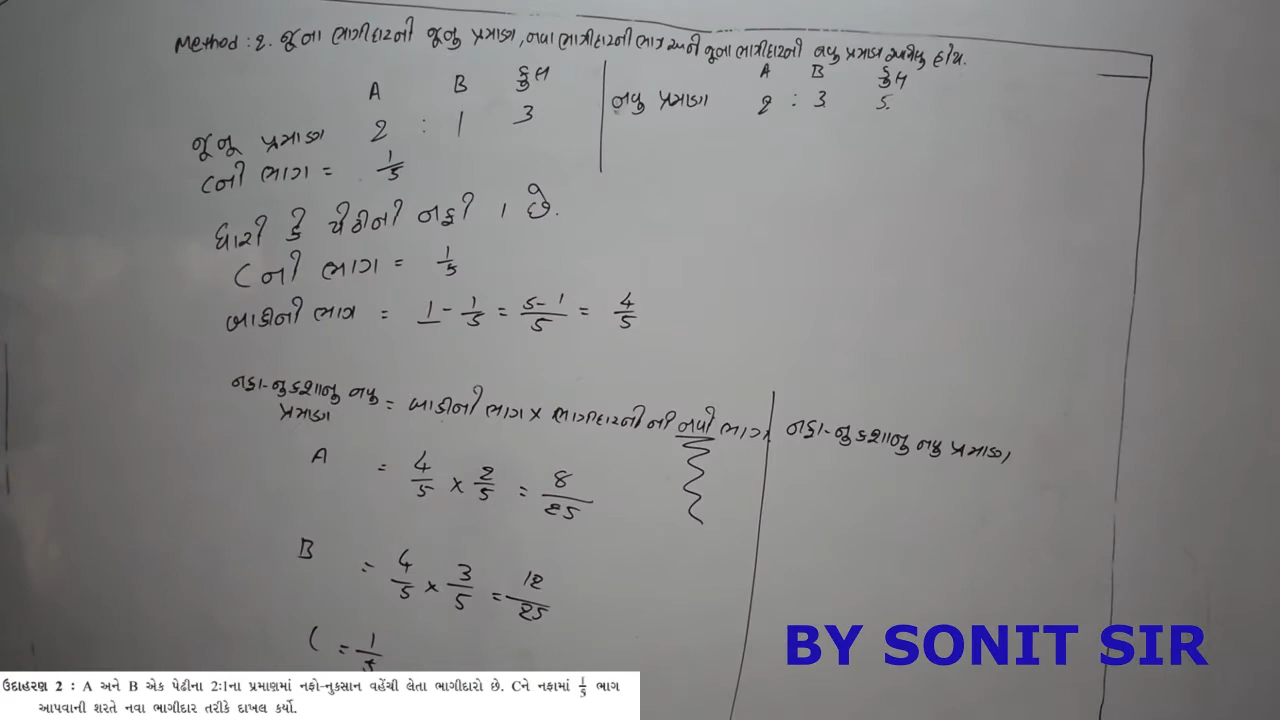 Method : 2. જૂના ભાગીદારની જૂનુ પ્રમાણ, નવા ભાગીદારની ભાગ અને જૂના ભાગીદારની નવુ પ્રમાણ આપેલુ હોય.
A B કુલ
જૂનુ પ્રમાણ 2 : 1 3
Cની ભાગ = 1/5
A B કુલ
નવુ પ્રમાણ 2 : 3 5
ધારો કે પેઢીનો નફો 1 છે.
Cની ભાગ = 1/5
બાકીની ભાગ = 1 - 1/5 = 5-1/5 = 4/5
નફા-નુકશાનુ નવુ પ્રમાણ = બાકીની ભાગ × ભાગીદારની નવો ભાગ
A = 4/5 × 2/5 = 8/25
B = 4/5 × 3/5 = 12/25
C = 1/5
નફા-નુકશાનુ નવુ પ્રમાણ,
BY SONIT SIR
ઉદાહરણ 2 : A અને B એક પેઢીના 2:1ના પ્રમાણમાં નફો-નુકસાન વહેંચી લેતા ભાગીદારો છે. Cને નફામાં 1/5 ભાગ
આપવાની શરતે નવા ભાગીદાર તરીકે દાખલ કર્યો.